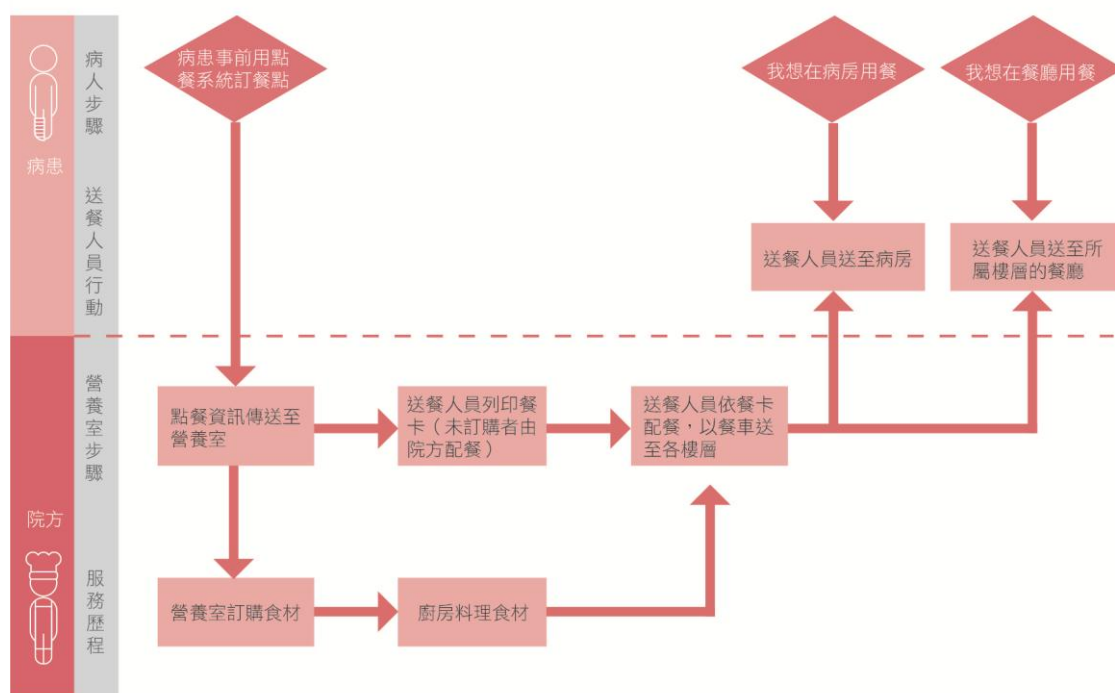 病患
病人步驟
送餐人員行動
病患事前用點
餐系統訂餐點
我想在病房用餐
我想在餐廳用餐
送餐人員送至病房
送餐人員送至所
屬樓層的餐廳
院方
營養室步驟
服務歷程
點餐資訊傳送至
營養室
送餐人員列印餐
卡（未訂購者由
院方配餐）
送餐人員依餐卡
配餐，以餐車送
至各樓層
營養室訂購食材
廚房料理食材